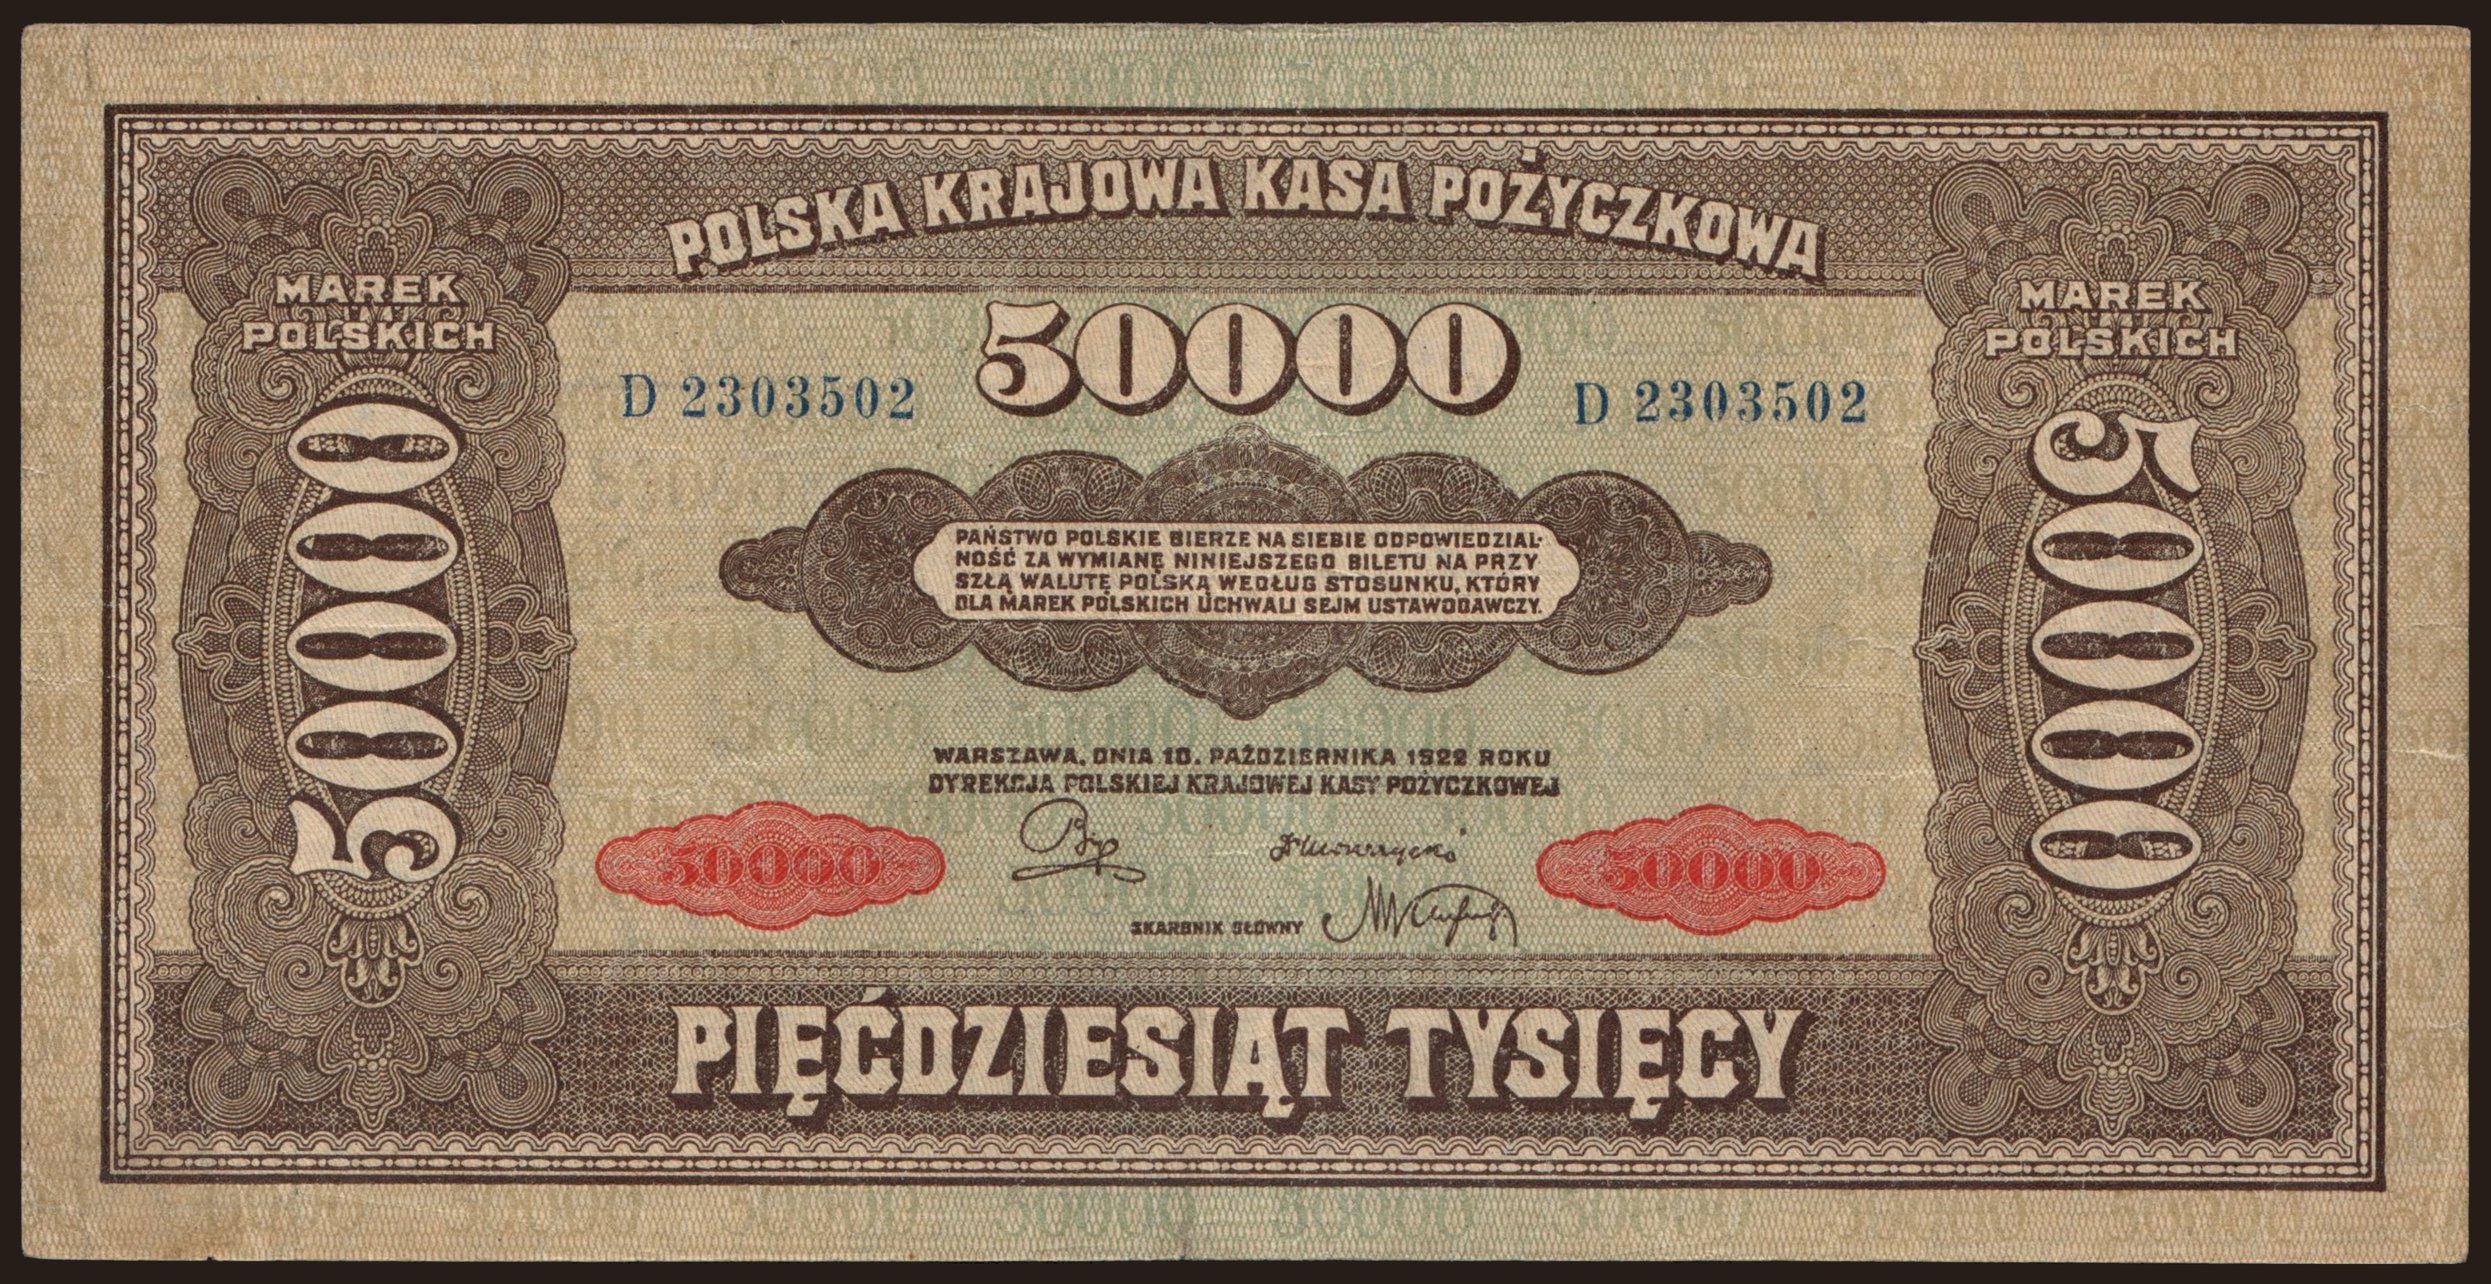 POLSKA KRAJOWA KASA POŻYCZKOWA
MAREK
POLSKICH
MAREK
POLSKICH
50000
D 2303502
D 2303502
50000
50000
PAŃSTWO POLSKIE BIERZE NA SIEBIE ODPOWIEDZIAL-
NOŚĆ ZA WYMIANĘ NINIEJSZEGO BILETU NA PRZY
SZŁĄ WALUTĘ POLSKĄ WEDŁUG STOSUNKU, KTÓRY
DLA MAREK POLSKICH UCHWALI SEJM USTAWODAWCZY.
WARSZAWA, DNIA 10. PAŹDZIERNIKA 1922 ROKU
DYREKCJA POLSKIEJ KRAJOWEJ KASY POŻYCZKOWEJ
50000
50000
SKARBNIK GŁÓWNY
PIĘĆDZIESIĄT TYSIĘCY